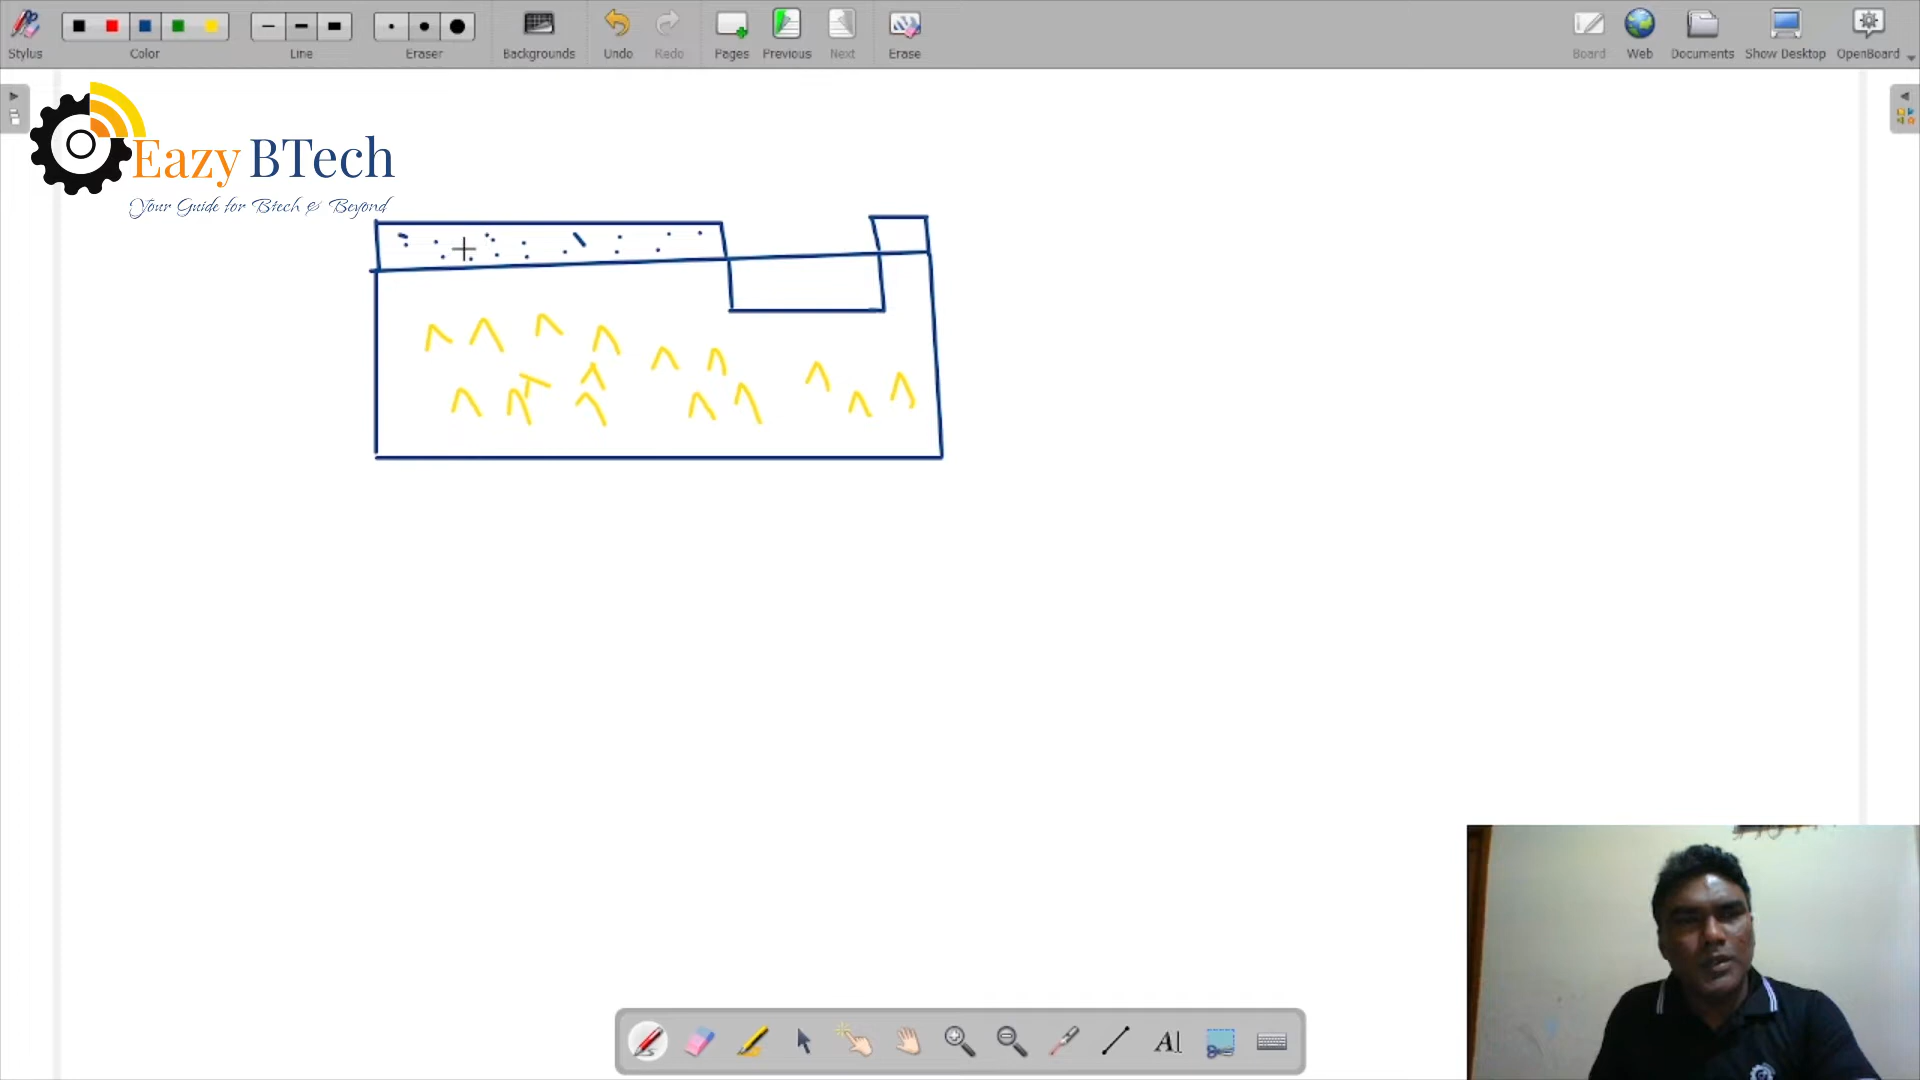 Stylus
Color
Line
Eraser
Backgrounds
Undo
Redo
Pages
Previous
Next
Erase
Board
Web
Documents
Show Desktop
OpenBoard
Eazy BTech
Your Guide for Btech & Beyond
A